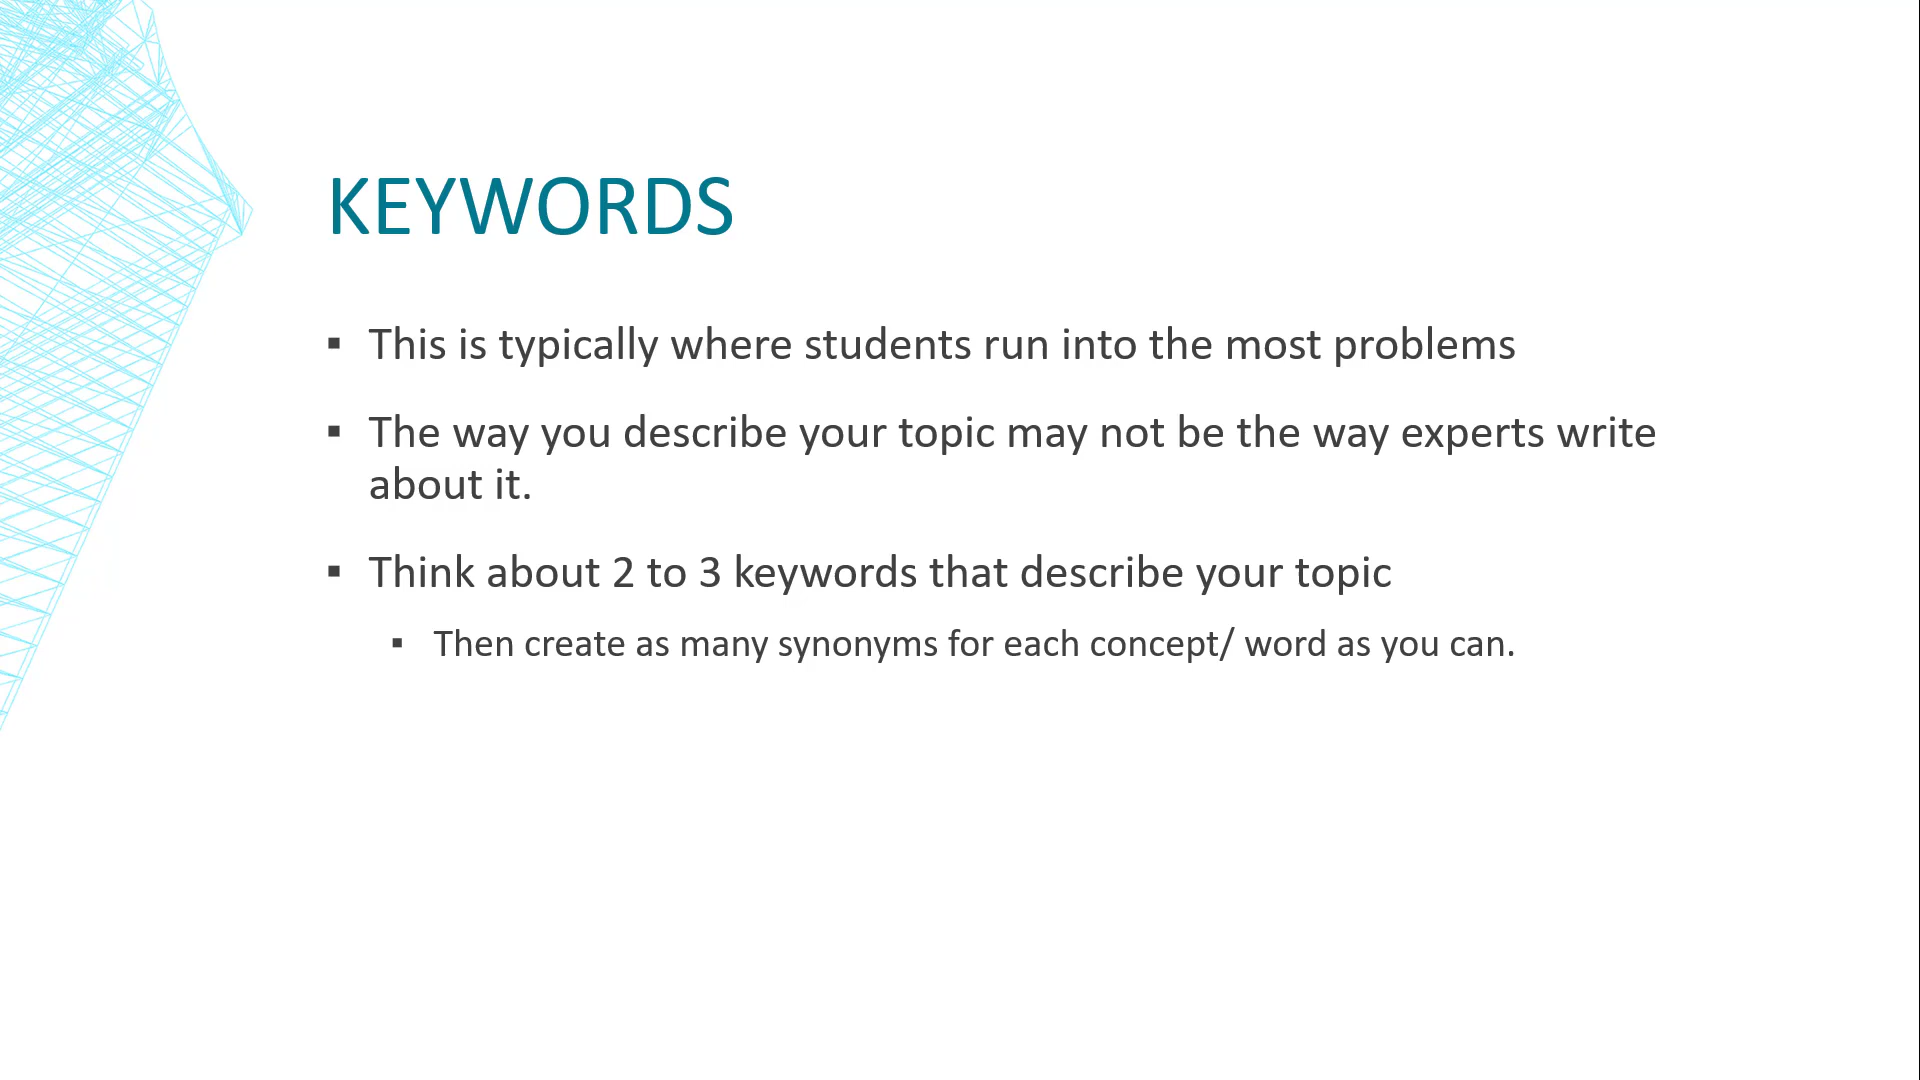 KEYWORDS
▪ This is typically where students run into the most problems
▪ The way you describe your topic may not be the way experts write
about it.
▪ Think about 2 to 3 keywords that describe your topic
▪ Then create as many synonyms for each concept/ word as you can.